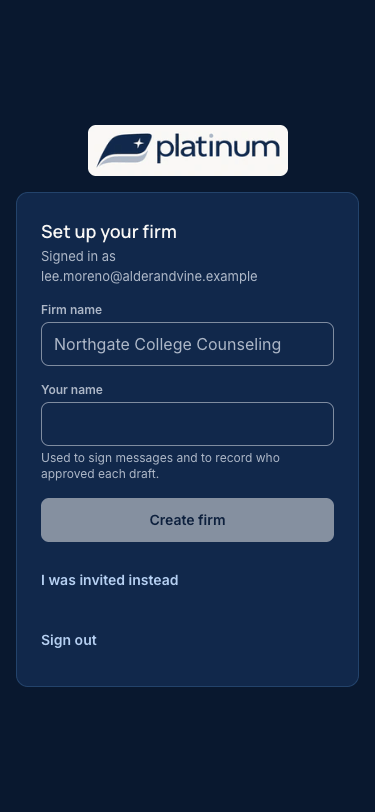 platinum
Set up your firm
Signed in as
lee.moreno@alderandvine.example
Firm name
Northgate College Counseling
Your name
Used to sign messages and to record who
approved each draft.
Create firm
I was invited instead
Sign out